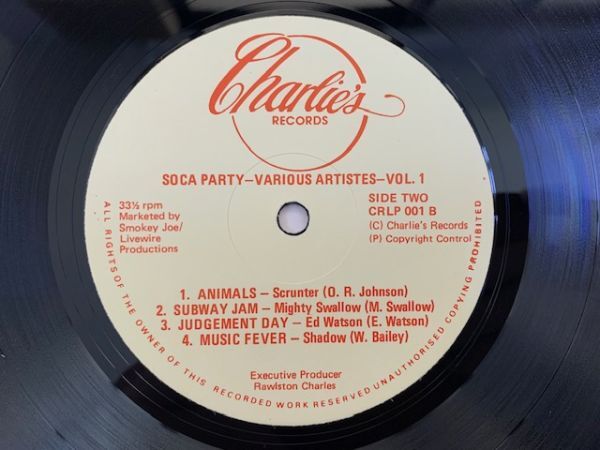 Charlie's
RECORDS
SOCA PARTY—VARIOUS ARTISTES—VOL. 1
33⅓ rpm
Marketed by
Smokey Joe/
Livewire
Productions
SIDE TWO
CRLP 001 B
(C) Charlie's Records
(P) Copyright Control
1. ANIMALS – Scrunter (O. R. Johnson)
2. SUBWAY JAM – Mighty Swallow (M. Swallow)
3. JUDGEMENT DAY – Ed Watson (E. Watson)
4. MUSIC FEVER – Shadow (W. Bailey)
Executive Producer
Rawlston Charles
ALL RIGHTS OF THE OWNER OF THIS RECORDED WORK RESERVED UNAUTHORISED COPYING PROHIBITED